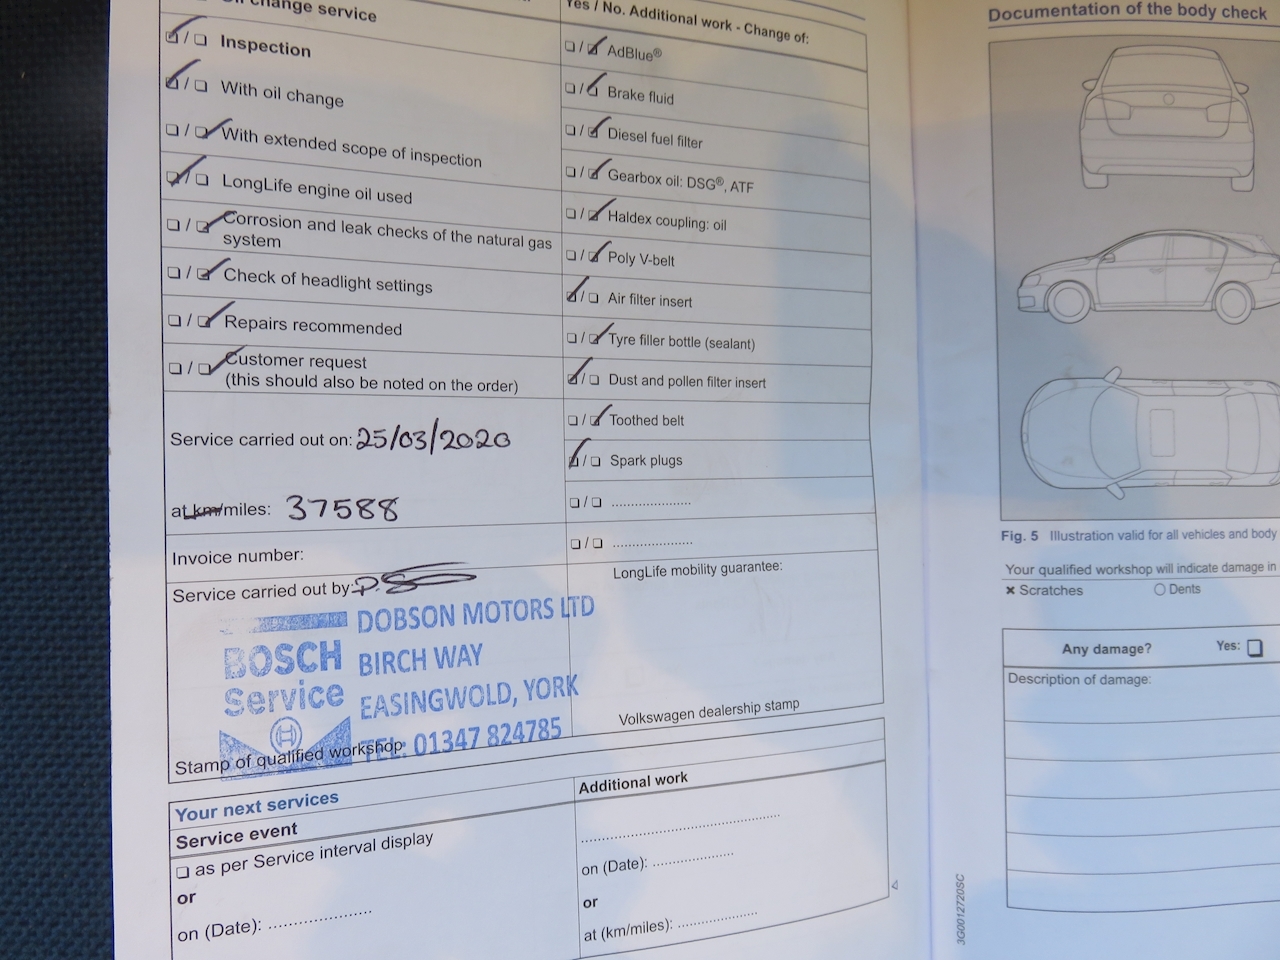 change service
☑/☐ Inspection
☑/☐ With oil change
☐/☑ With extended scope of inspection
☑/☐ LongLife engine oil used
☐/☑ Corrosion and leak checks of the natural gas
system
☐/☑ Check of headlight settings
☐/☑ Repairs recommended
☐/☑ Customer request
(this should also be noted on the order)
Service carried out on: 25/03/2020
at km/miles: 37588
Invoice number:
Service carried out by:
BOSCH
Service
DOBSON MOTORS LTD
BIRCH WAY
EASINGWOLD, YORK
TEL: 01347 824785
Stamp of qualified workshop
Yes / No. Additional work - Change of:
☐/☑ AdBlue®
☐/☑ Brake fluid
☐/☑ Diesel fuel filter
☐/☑ Gearbox oil: DSG®, ATF
☐/☑ Haldex coupling: oil
☐/☑ Poly V-belt
☑/☐ Air filter insert
☐/☑ Tyre filler bottle (sealant)
☑/☐ Dust and pollen filter insert
☐/☑ Toothed belt
☑/☐ Spark plugs
☐/☐ ....................
☐/☐ ....................
LongLife mobility guarantee:
Volkswagen dealership stamp
Your next services
Service event
☐ as per Service interval display
or
on (Date): ....................
Additional work
........................................
on (Date): ................
or
at (km/miles): ................
Documentation of the body check
Fig. 5 Illustration valid for all vehicles and body
Your qualified workshop will indicate damage in
× Scratches
○ Dents
Any damage?
Yes: ☐
Description of damage:
3G0012720SC